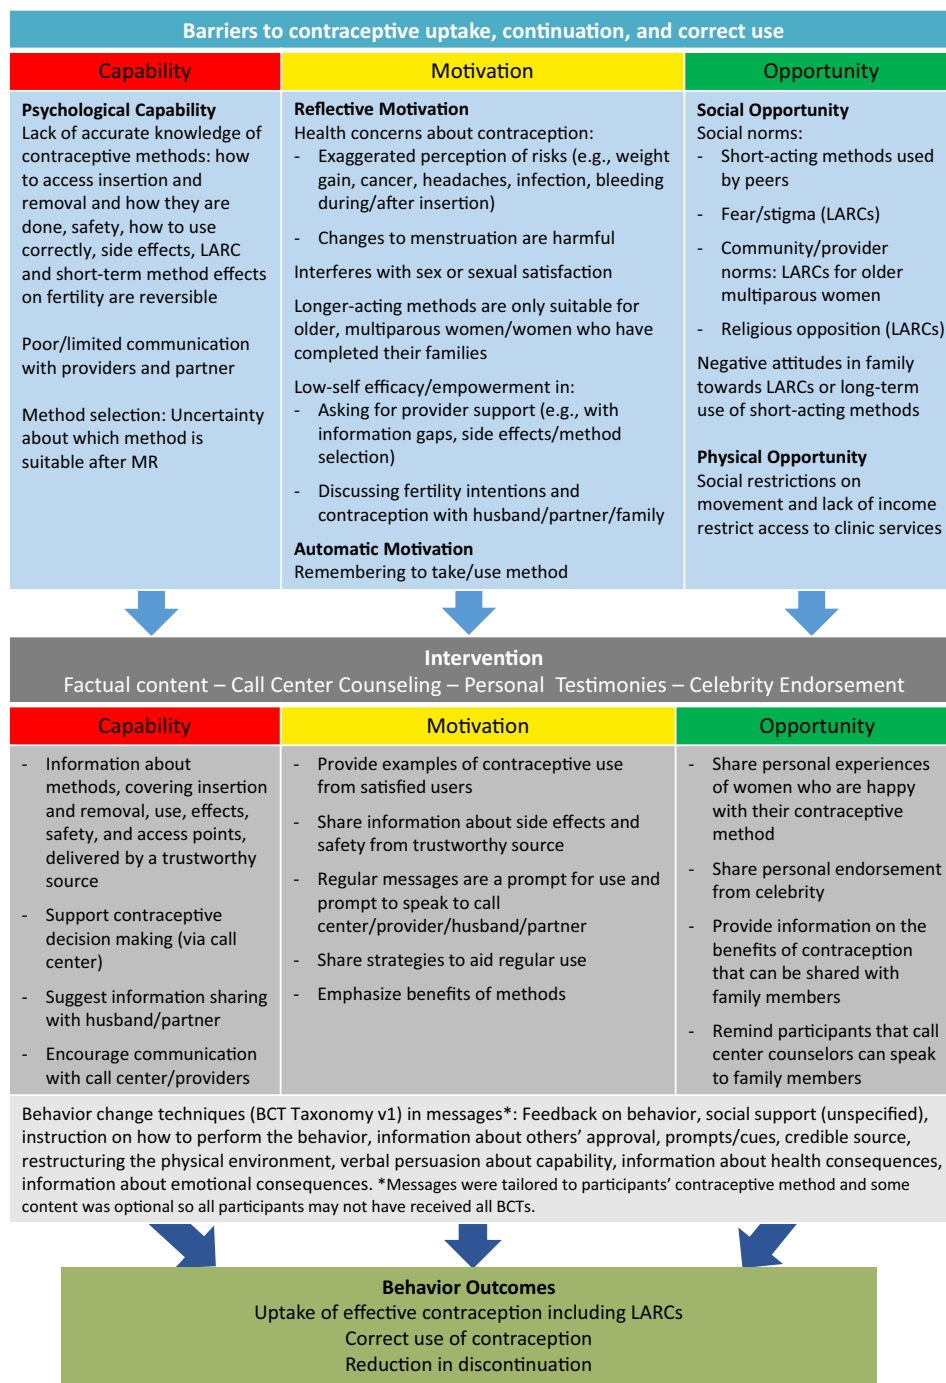 Barriers to contraceptive uptake, continuation, and correct use
Capability
Motivation
Opportunity
Psychological Capability
Lack of accurate knowledge of
contraceptive methods: how
to access insertion and
removal and how they are
done, safety, how to use
correctly, side effects, LARC
and short-term method effects
on fertility are reversible
Poor/limited communication
with providers and partner
Method selection: Uncertainty
about which method is
suitable after MR
Reflective Motivation
Health concerns about contraception:
- Exaggerated perception of risks (e.g., weight
gain, cancer, headaches, infection, bleeding
during/after insertion)
- Changes to menstruation are harmful
Interferes with sex or sexual satisfaction
Longer-acting methods are only suitable for
older, multiparous women/women who have
completed their families
Low-self efficacy/empowerment in:
- Asking for provider support (e.g., with
information gaps, side effects/method
selection)
- Discussing fertility intentions and
contraception with husband/partner/family
Automatic Motivation
Remembering to take/use method
Social Opportunity
Social norms:
- Short-acting methods used
by peers
- Fear/stigma (LARCs)
- Community/provider
norms: LARCs for older
multiparous women
- Religious opposition (LARCs)
Negative attitudes in family
towards LARCs or long-term
use of short-acting methods
Physical Opportunity
Social restrictions on
movement and lack of income
restrict access to clinic services
Intervention
Factual content – Call Center Counseling – Personal Testimonies – Celebrity Endorsement
Capability
Motivation
Opportunity
- Information about
methods, covering insertion
and removal, use, effects,
safety, and access points,
delivered by a trustworthy
source
- Support contraceptive
decision making (via call
center)
- Suggest information sharing
with husband/partner
- Encourage communication
with call center/providers
- Provide examples of contraceptive use
from satisfied users
- Share information about side effects and
safety from trustworthy source
- Regular messages are a prompt for use and
prompt to speak to call
center/provider/husband/partner
- Share strategies to aid regular use
- Emphasize benefits of methods
- Share personal experiences
of women who are happy
with their contraceptive
method
- Share personal endorsement
from celebrity
- Provide information on the
benefits of contraception
that can be shared with
family members
- Remind participants that call
center counselors can speak
to family members
Behavior change techniques (BCT Taxonomy v1) in messages*: Feedback on behavior, social support (unspecified),
instruction on how to perform the behavior, information about others’ approval, prompts/cues, credible source,
restructuring the physical environment, verbal persuasion about capability, information about health consequences,
information about emotional consequences. *Messages were tailored to participants’ contraceptive method and some
content was optional so all participants may not have received all BCTs.
Behavior Outcomes
Uptake of effective contraception including LARCs
Correct use of contraception
Reduction in discontinuation